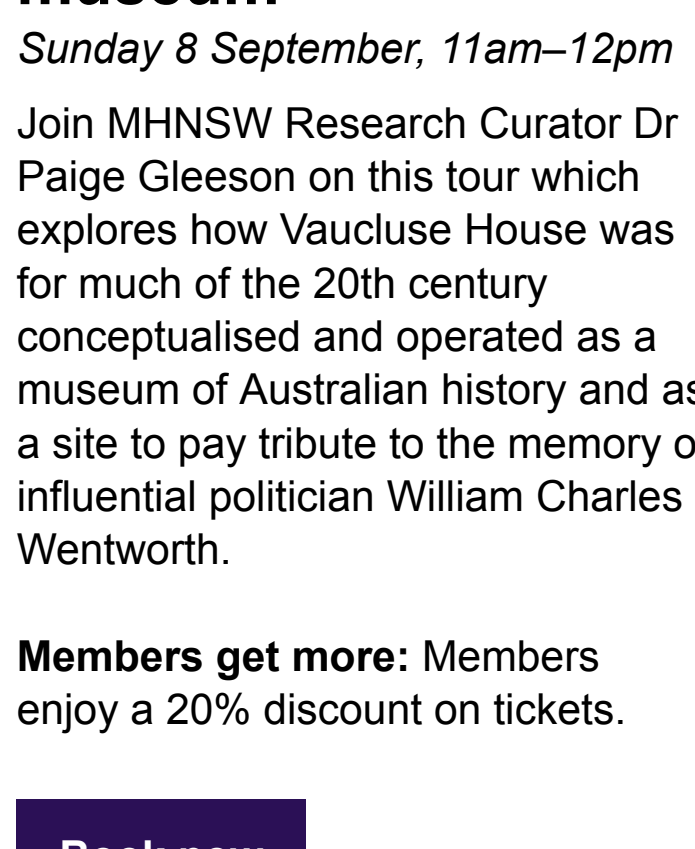 museum
Sunday 8 September, 11am–12pm
Join MHNSW Research Curator Dr
Paige Gleeson on this tour which
explores how Vaucluse House was
for much of the 20th century
conceptualised and operated as a
museum of Australian history and as
a site to pay tribute to the memory o
influential politician William Charles
Wentworth.
Members get more: Members
enjoy a 20% discount on tickets.
Book now